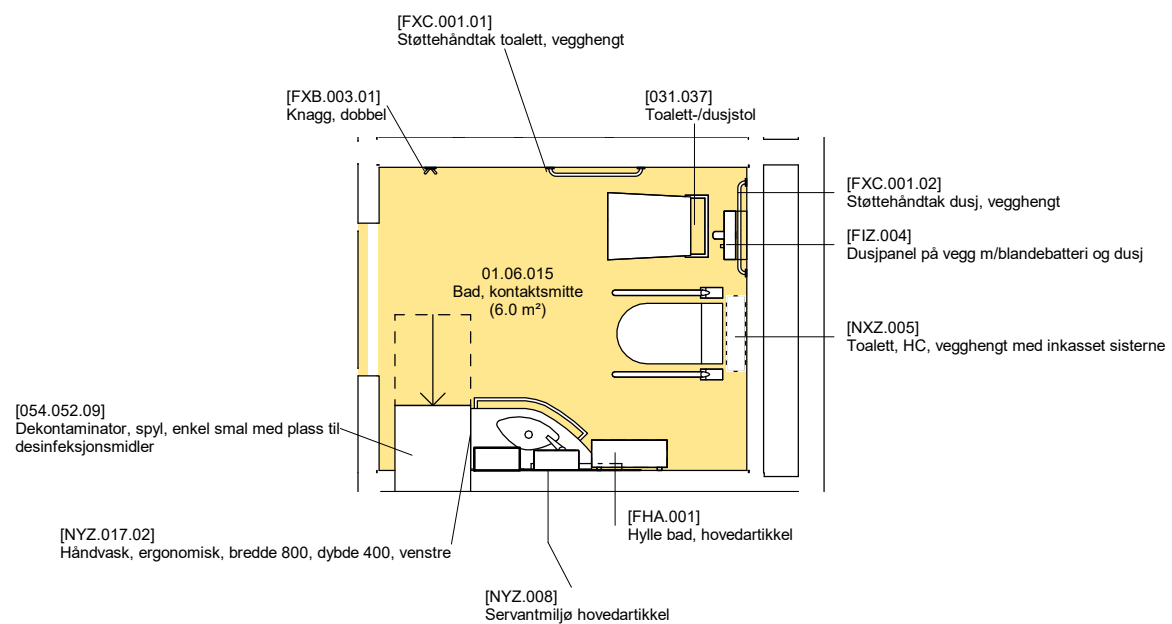 [FXC.001.01]
Støttehåndtak toalett, vegghengt
[FXB.003.01]
Knagg, dobbel
[031.037]
Toalett-/dusjstol
[FXC.001.02]
Støttehåndtak dusj, vegghengt
[FIZ.004]
Dusjpanel på vegg m/blandebatteri og dusj
01.06.015
Bad, kontaktsmitte
(6.0 m²)
[NXZ.005]
Toalett, HC, vegghengt med inkasset sisterne
[054.052.09]
Dekontaminator, spyl, enkel smal med plass til
desinfeksjonsmidler
[NYZ.017.02]
Håndvask, ergonomisk, bredde 800, dybde 400, venstre
[FHA.001]
Hylle bad, hovedartikkel
[NYZ.008]
Servantmiljø hovedartikkel